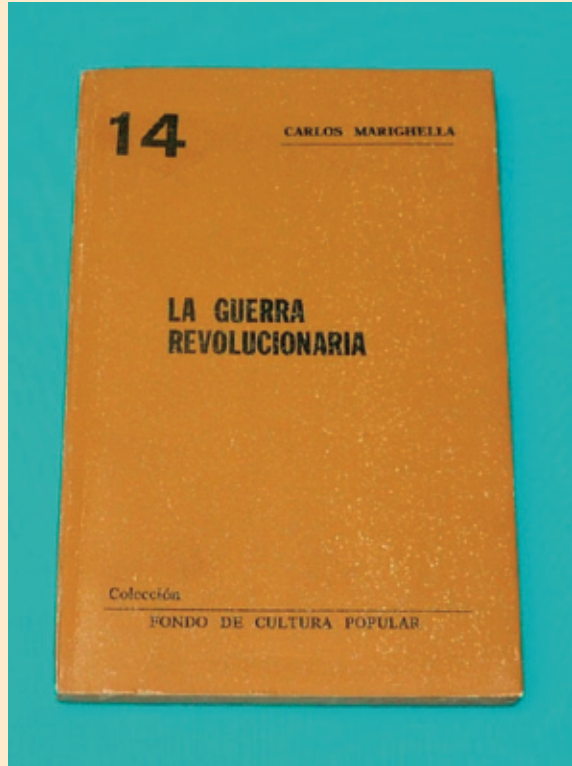 14
CARLOS MARIGHELLA
LA GUERRA
REVOLUCIONARIA
Colección
FONDO DE CULTURA POPULAR